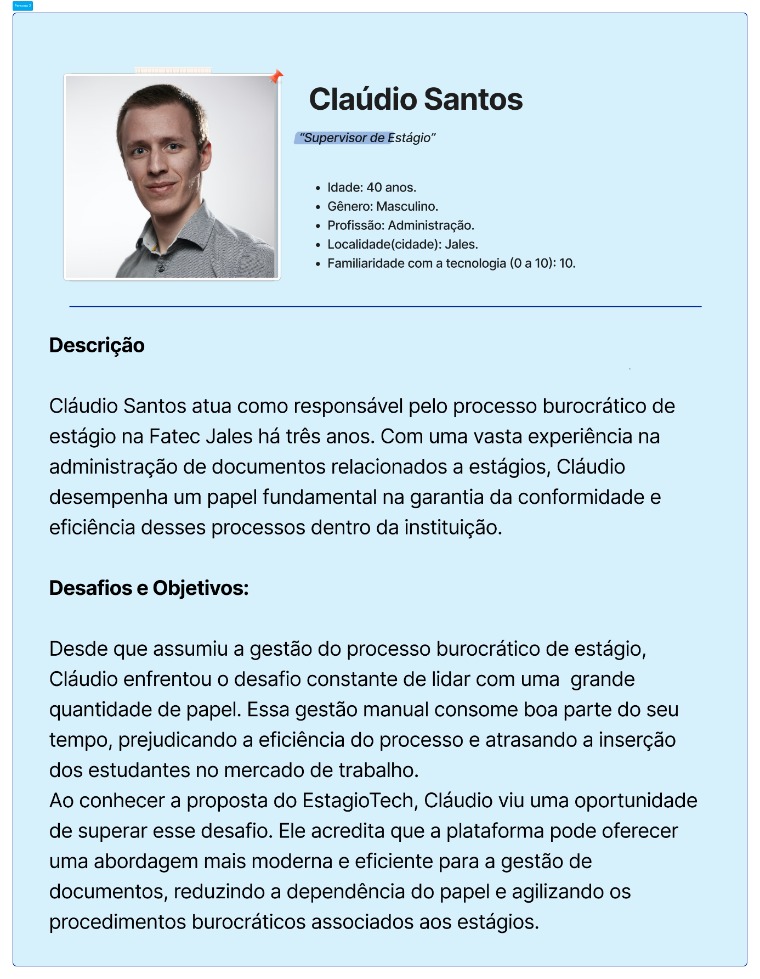 Claúdio Santos
"Supervisor de Estágio"
• Idade: 40 anos.
• Gênero: Masculino.
• Profissão: Administração.
• Localidade(cidade): Jales.
• Familiaridade com a tecnologia (0 a 10): 10.
Descrição
Cláudio Santos atua como responsável pelo processo burocrático de
estágio na Fatec Jales há três anos. Com uma vasta experiência na
administração de documentos relacionados a estágios, Cláudio
desempenha um papel fundamental na garantia da conformidade e
eficiência desses processos dentro da instituição.
Desafios e Objetivos:
Desde que assumiu a gestão do processo burocrático de estágio,
Cláudio enfrentou o desafio constante de lidar com uma  grande
quantidade de papel. Essa gestão manual consome boa parte do seu
tempo, prejudicando a eficiência do processo e atrasando a inserção
dos estudantes no mercado de trabalho.
Ao conhecer a proposta do EstagioTech, Cláudio viu uma oportunidade
de superar esse desafio. Ele acredita que a plataforma pode oferecer
uma abordagem mais moderna e eficiente para a gestão de
documentos, reduzindo a dependência do papel e agilizando os
procedimentos burocráticos associados aos estágios.